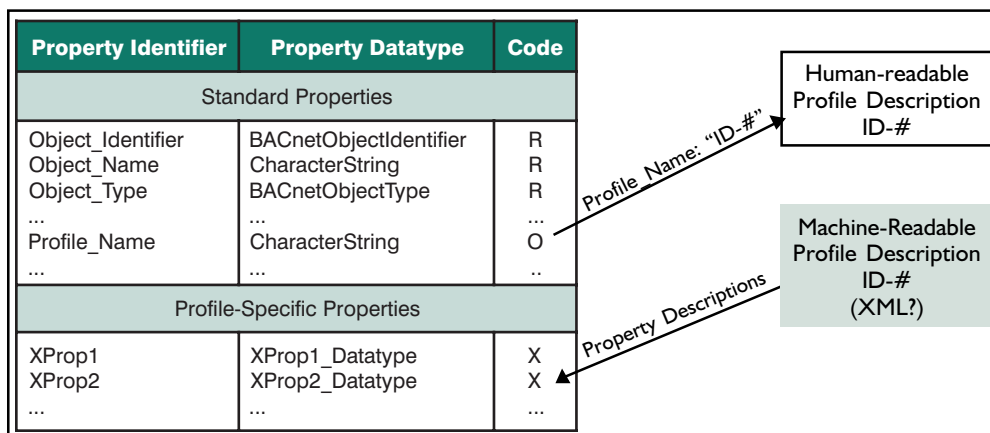 Property Identifier Property Datatype Code
Standard Properties
Object_Identifier BACnetObjectIdentifier R
Object_Name CharacterString R
Object_Type BACnetObjectType R
... ... ...
Profile_Name CharacterString O
... ... ..
Profile-Specific Properties
XProp1 XProp1_Datatype X
XProp2 XProp2_Datatype X
... ... ...
Profile_Name: “ID-#”
Human-readable
Profile Description
ID-#
Property Descriptions
Machine-Readable
Profile Description
ID-#
(XML?)